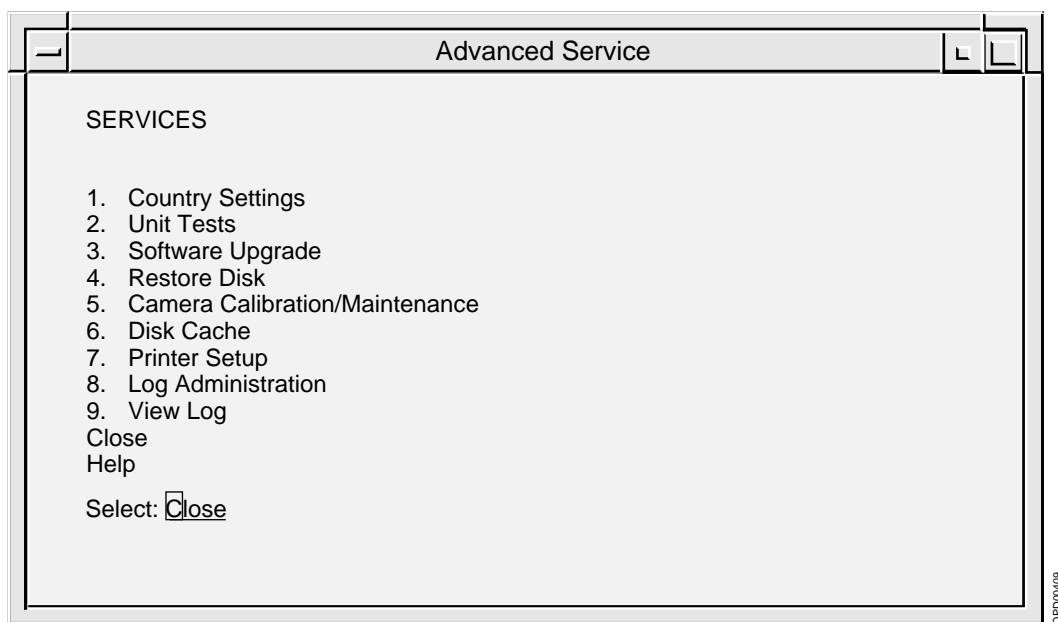 Advanced Service
SERVICES
1. Country Settings
2. Unit Tests
3. Software Upgrade
4. Restore Disk
5. Camera Calibration/Maintenance
6. Disk Cache
7. Printer Setup
8. Log Administration
9. View Log
Close
Help
Select: Close